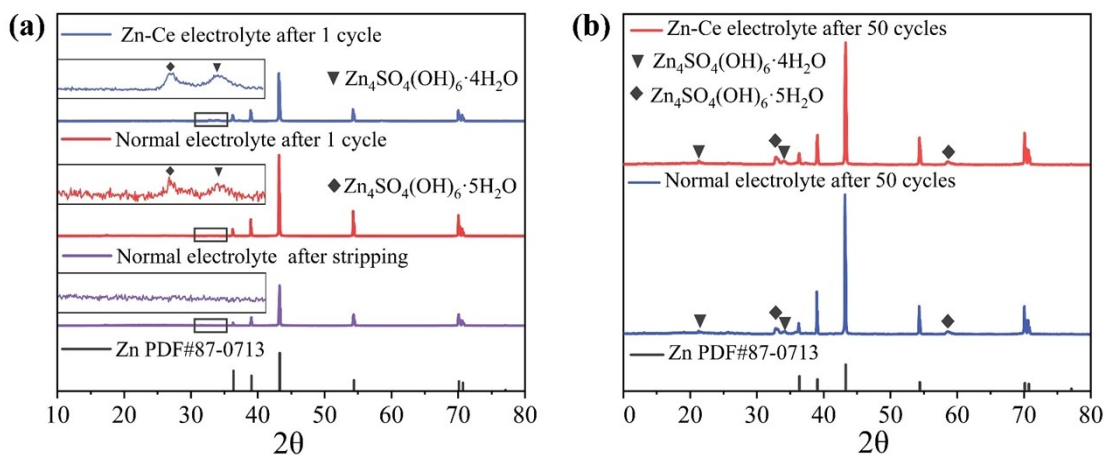 (a)
Zn-Ce electrolyte after 1 cycle
Zn₄SO₄(OH)₆·4H₂O
Normal electrolyte after 1 cycle
Zn₄SO₄(OH)₆·5H₂O
Normal electrolyte after stripping
Zn PDF#87-0713
10 20 30 40 50 60 70 80
2θ
(b)
Zn-Ce electrolyte after 50 cycles
Zn₄SO₄(OH)₆·4H₂O
Zn₄SO₄(OH)₆·5H₂O
Normal electrolyte after 50 cycles
Zn PDF#87-0713
0 10 20 30 40 50 60 70 80
2θ